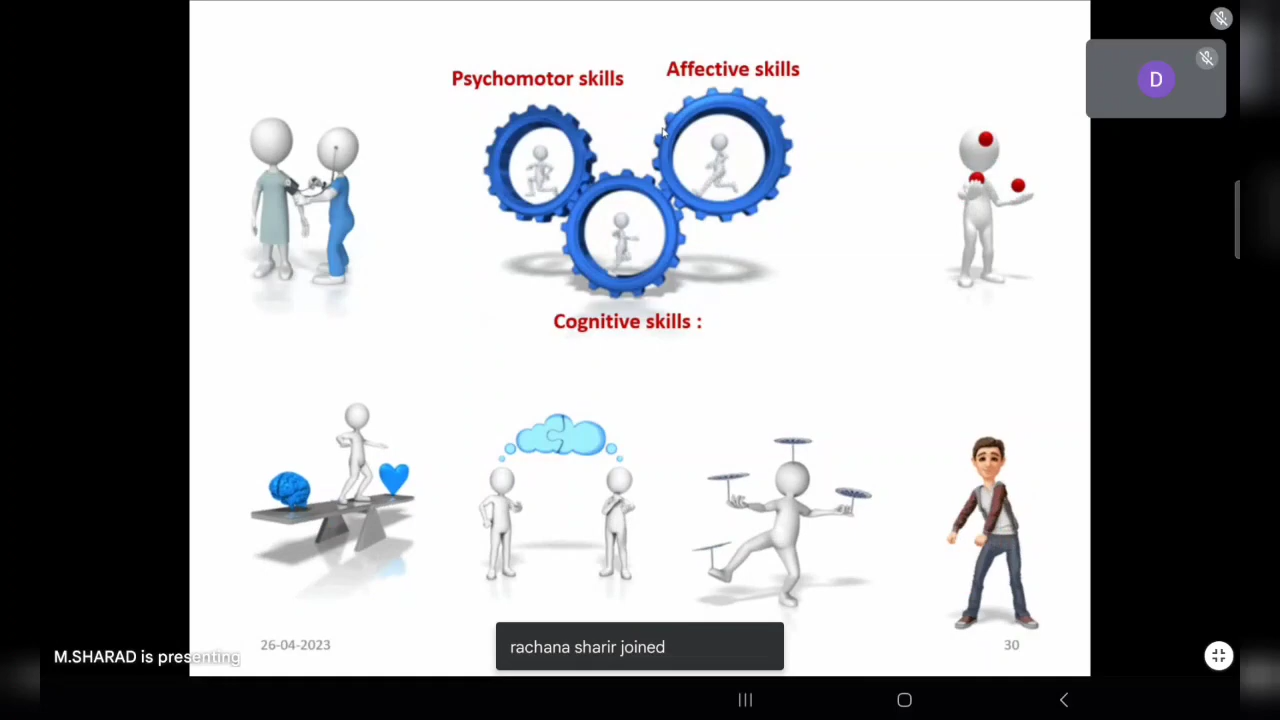 Psychomotor skills
Affective skills
D
Cognitive skills :
26-04-2023
30
M.SHARAD is presenting
rachana sharir joined